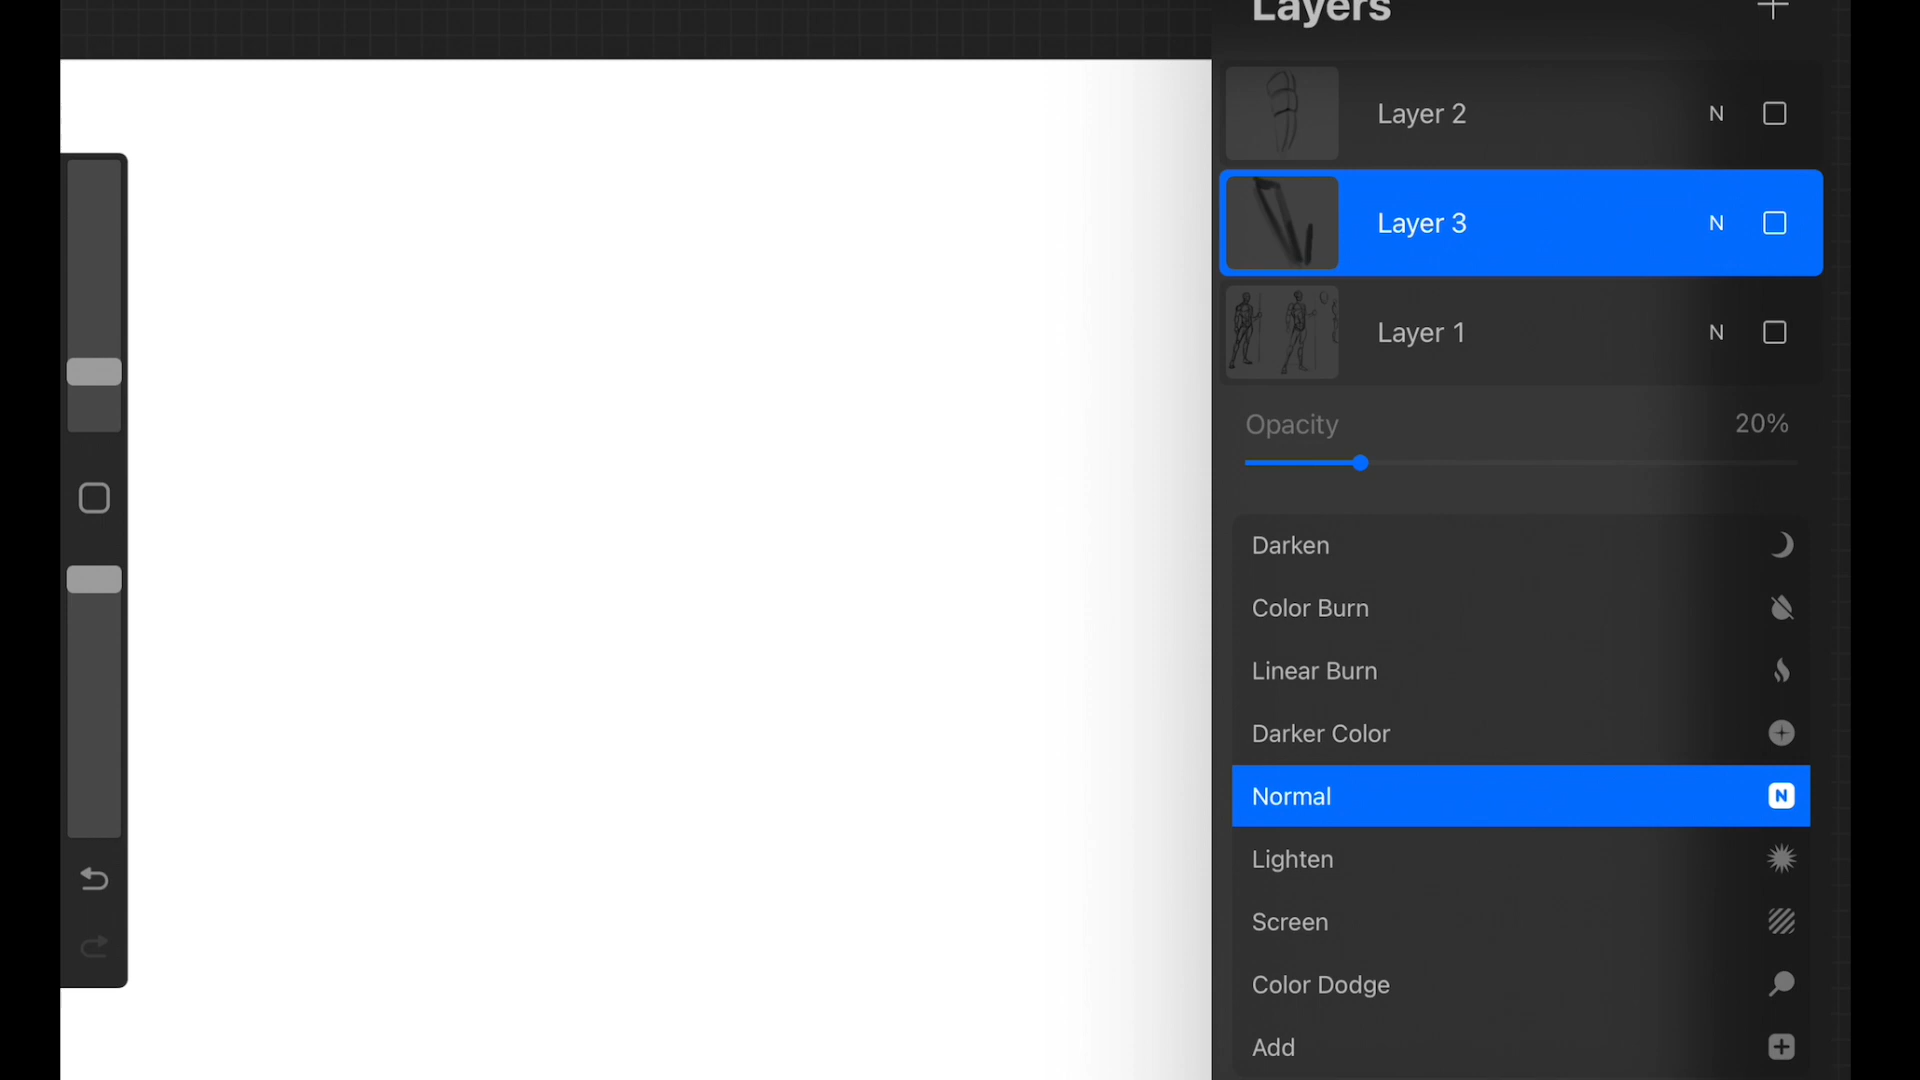 Layers
Layer 2 N
Layer 3 N
Layer 1 N
Opacity 20%
Darken
Color Burn
Linear Burn
Darker Color
Normal N
Lighten
Screen
Color Dodge
Add